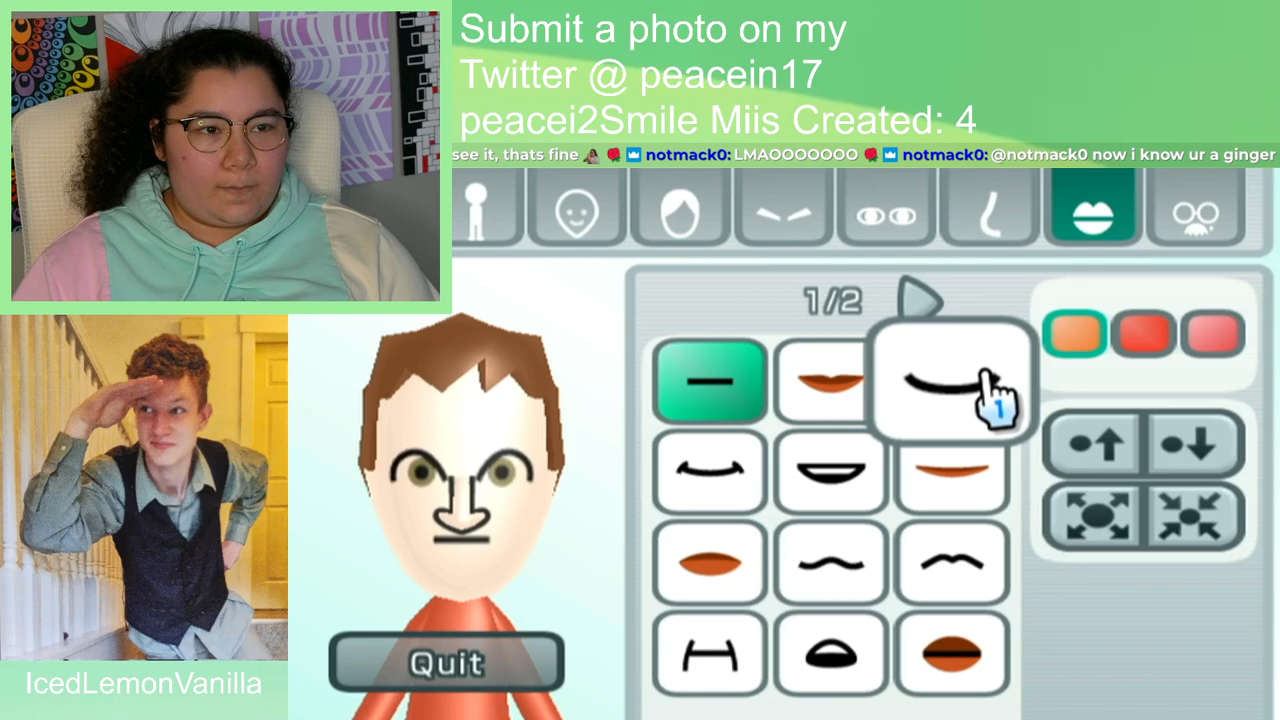 Submit a photo on my
Twitter @ peacein17
peacei2Smile Miis Created: 4
see it, thats fine notmack0: LMAOOOOOOO notmack0: @notmack0 now i know ur a ginger
1/2
1
Quit
IcedLemonVanilla